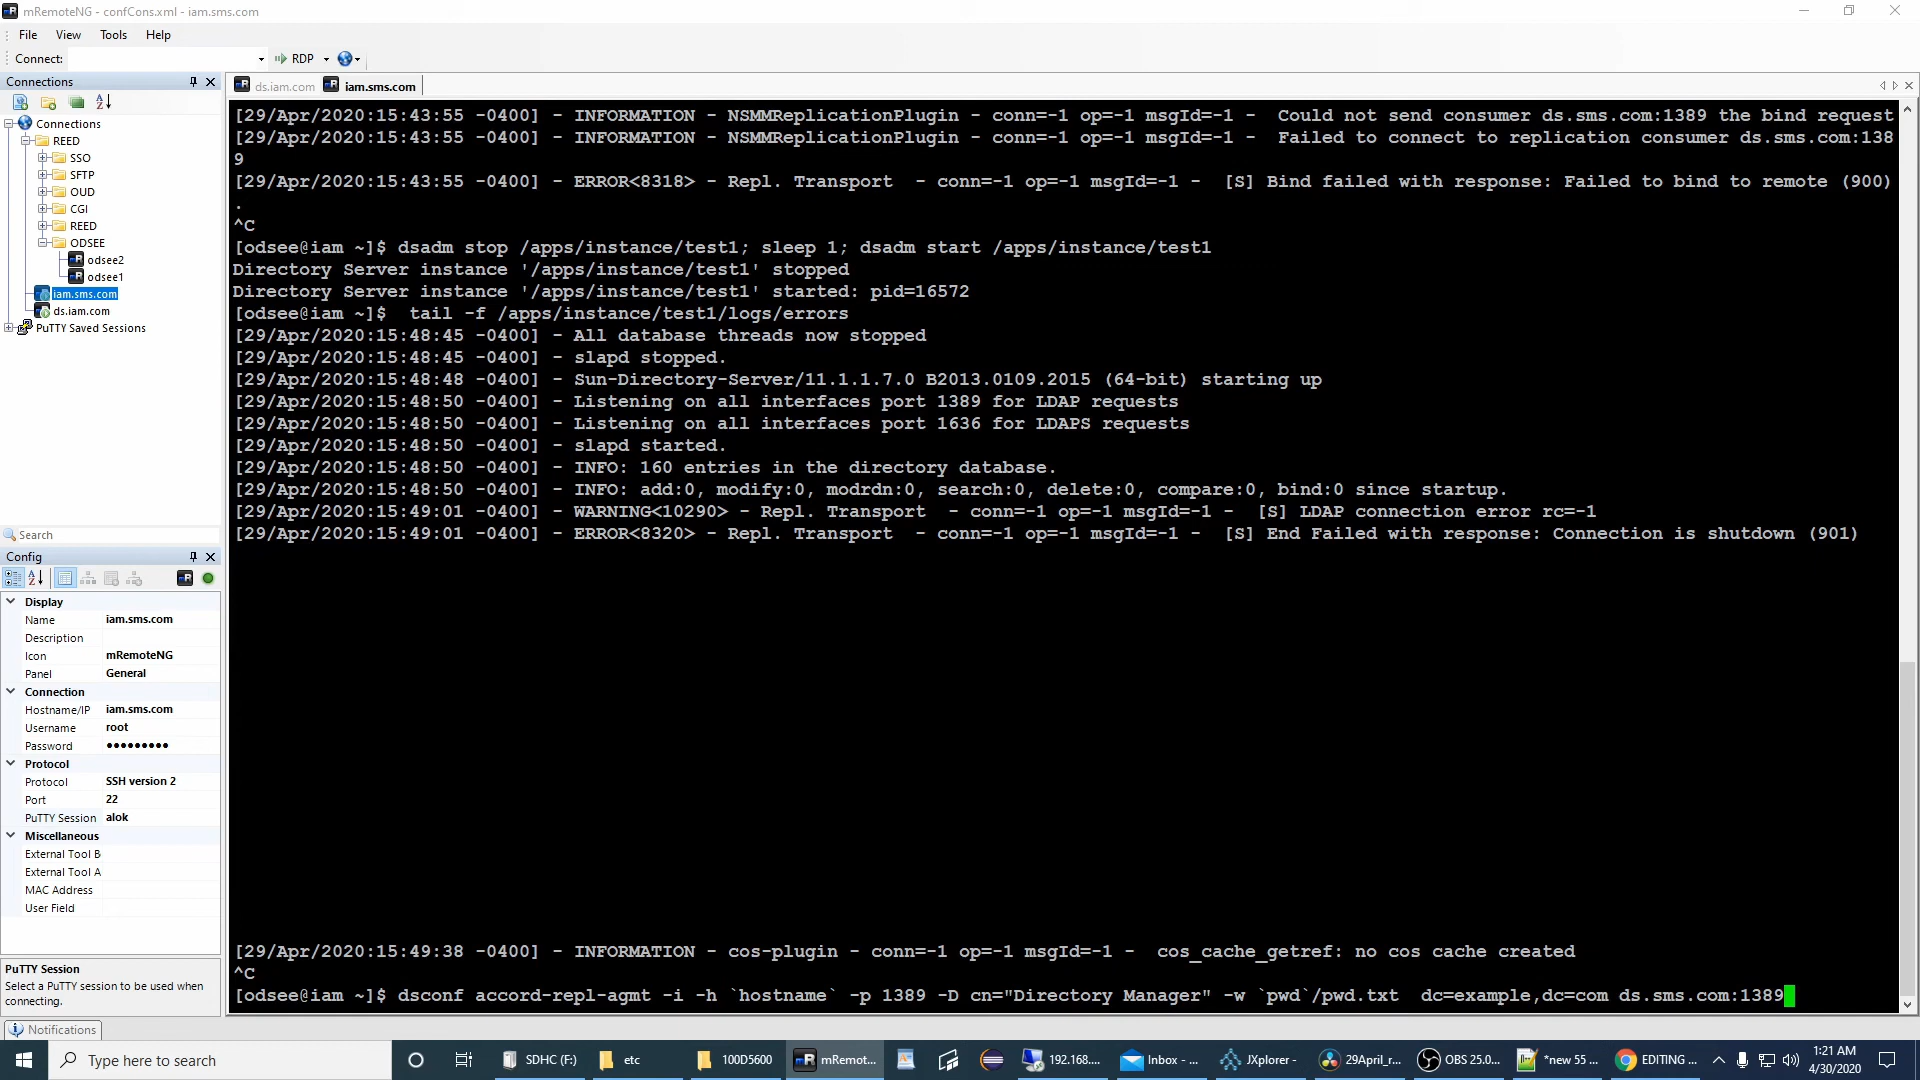 mRemoteNG - confCons.xml - iam.sms.com
File View Tools Help
Connect: RDP
Connections
ds.iam.com iam.sms.com
Connections
REED
SSO
SFTP
OUD
CGI
REED
ODSEE
odsee2
odsee1
iam.sms.com
ds.iam.com
PuTTY Saved Sessions
Search
Config
Display
Name iam.sms.com
Description
Icon mRemoteNG
Panel General
Connection
Hostname/IP iam.sms.com
Username root
Password ●●●●●●●●●
Protocol
Protocol SSH version 2
Port 22
PuTTY Session alok
Miscellaneous
External Tool B
External Tool A
MAC Address
User Field
PuTTY Session
Select a PuTTY session to be used when
connecting.
Notifications
[29/Apr/2020:15:43:55 -0400] - INFORMATION - NSMMReplicationPlugin - conn=-1 op=-1 msgId=-1 -  Could not send consumer ds.sms.com:1389 the bind request
[29/Apr/2020:15:43:55 -0400] - INFORMATION - NSMMReplicationPlugin - conn=-1 op=-1 msgId=-1 -  Failed to connect to replication consumer ds.sms.com:138
9
[29/Apr/2020:15:43:55 -0400] - ERROR<8318> - Repl. Transport  - conn=-1 op=-1 msgId=-1 -  [S] Bind failed with response: Failed to bind to remote (900)
.
^C
[odsee@iam ~]$ dsadm stop /apps/instance/test1; sleep 1; dsadm start /apps/instance/test1
Directory Server instance '/apps/instance/test1' stopped
Directory Server instance '/apps/instance/test1' started: pid=16572
[odsee@iam ~]$  tail -f /apps/instance/test1/logs/errors
[29/Apr/2020:15:48:45 -0400] - All database threads now stopped
[29/Apr/2020:15:48:45 -0400] - slapd stopped.
[29/Apr/2020:15:48:48 -0400] - Sun-Directory-Server/11.1.1.7.0 B2013.0109.2015 (64-bit) starting up
[29/Apr/2020:15:48:50 -0400] - Listening on all interfaces port 1389 for LDAP requests
[29/Apr/2020:15:48:50 -0400] - Listening on all interfaces port 1636 for LDAPS requests
[29/Apr/2020:15:48:50 -0400] - slapd started.
[29/Apr/2020:15:48:50 -0400] - INFO: 160 entries in the directory database.
[29/Apr/2020:15:48:50 -0400] - INFO: add:0, modify:0, modrdn:0, search:0, delete:0, compare:0, bind:0 since startup.
[29/Apr/2020:15:49:01 -0400] - WARNING<10290> - Repl. Transport  - conn=-1 op=-1 msgId=-1 -  [S] LDAP connection error rc=-1
[29/Apr/2020:15:49:01 -0400] - ERROR<8320> - Repl. Transport  - conn=-1 op=-1 msgId=-1 -  [S] End Failed with response: Connection is shutdown (901)
[29/Apr/2020:15:49:38 -0400] - INFORMATION - cos-plugin - conn=-1 op=-1 msgId=-1 -  cos_cache_getref: no cos cache created
^C
[odsee@iam ~]$ dsconf accord-repl-agmt -i -h `hostname` -p 1389 -D cn="Directory Manager" -w `pwd`/pwd.txt  dc=example,dc=com ds.sms.com:1389
Type here to search SDHC (F:) etc 100D5600 mRemot... 192.168.... Inbox - ... JXplorer - 29April_r... OBS 25.0... *new 55 ... EDITING ... 1:21 AM
4/30/2020